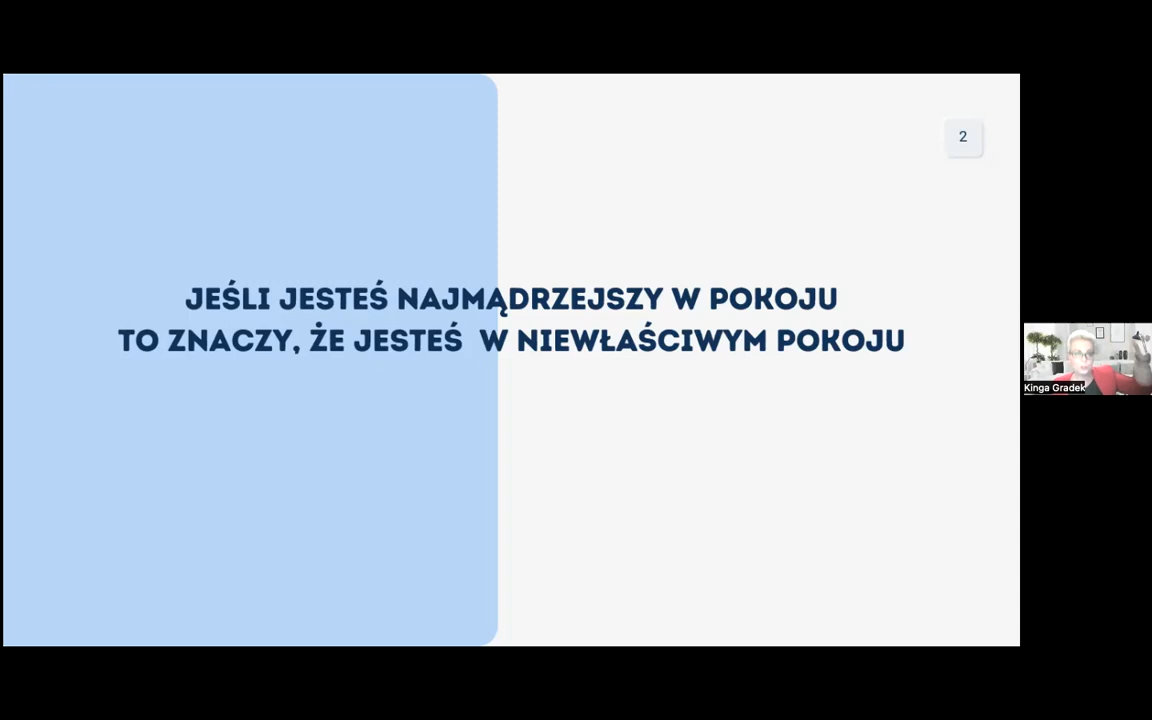 2
JEŚLI JESTEŚ NAJMĄDRZEJSZY W POKOJU
TO ZNACZY, ŻE JESTEŚ W NIEWŁAŚCIWYM POKOJU
Kinga Gradek